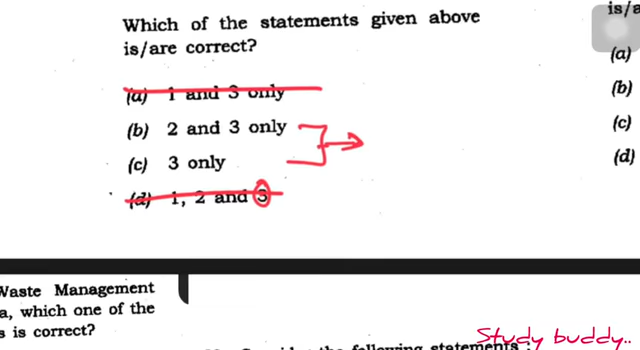 Which of the statements given above
is/are correct?
(a) 1 and 3 only
(b) 2 and 3 only
(c) 3 only
(d) 1, 2 and 3
is/a
(a)
(b)
(c)
(d)
Waste Management
a, which one of the
s is correct?
the following statements :
Study buddy..